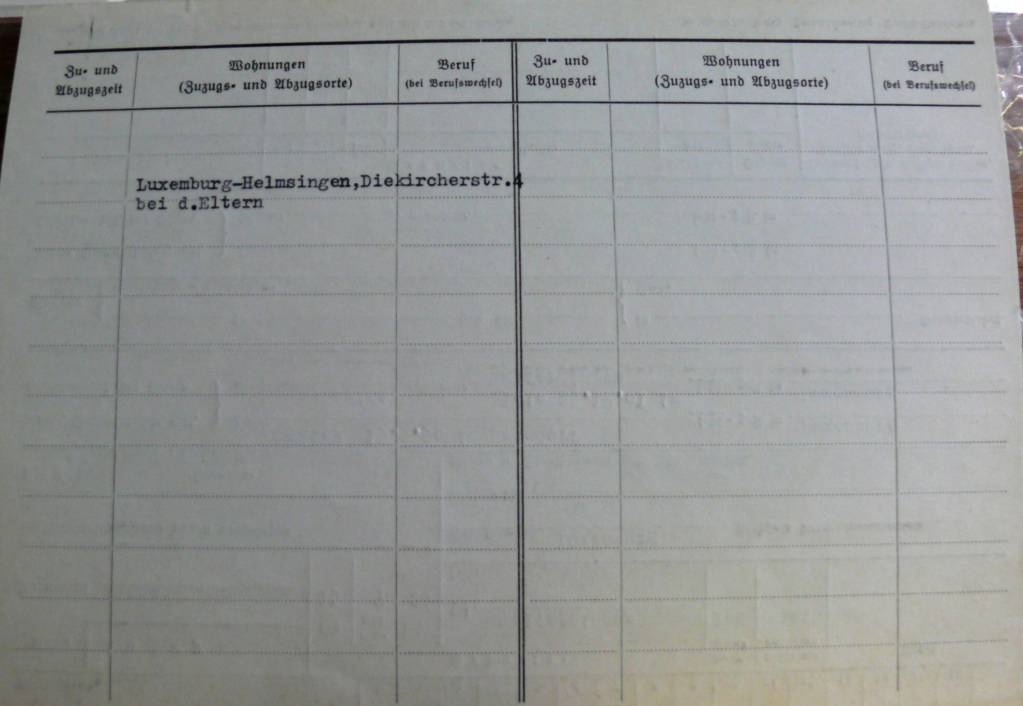 Zu- und
Abzugszeit
Wohnungen
(Zuzugs- und Abzugsorte)
Beruf
(bei Berufswechsel)
Zu- und
Abzugszeit
Wohnungen
(Zuzugs- und Abzugsorte)
Beruf
(bei Berufswechsel)
Luxemburg-Helmsingen,Diekircherstr.4
bei d.Eltern